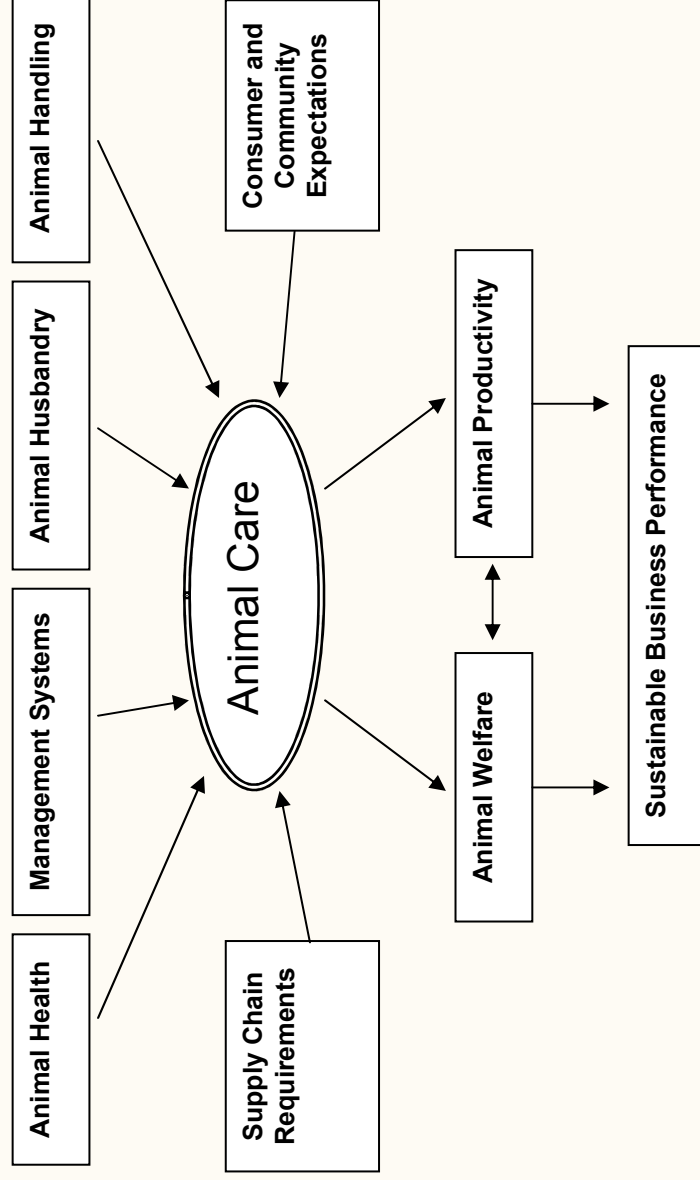 Animal Health
Management Systems
Animal Husbandry
Animal Handling
Supply Chain
Requirements
Animal Care
Consumer and
Community
Expectations
Animal Welfare
Animal Productivity
Sustainable Business Performance